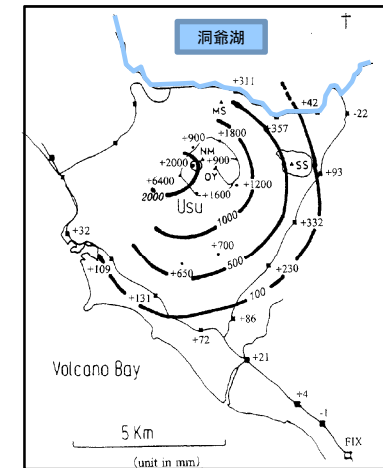 洞爺湖
+311
+42
-22
MS
+357
+900
+1800
NM
+2000
+900
SS
+93
OY
+6400
+1200
2000
+1600
Usu
1000
+332
+32
+700
500
+650
+230
+109
100
+131
+86
+72
+21
Volcano Bay
+4
-1
5 Km
FIX
(unit in mm)